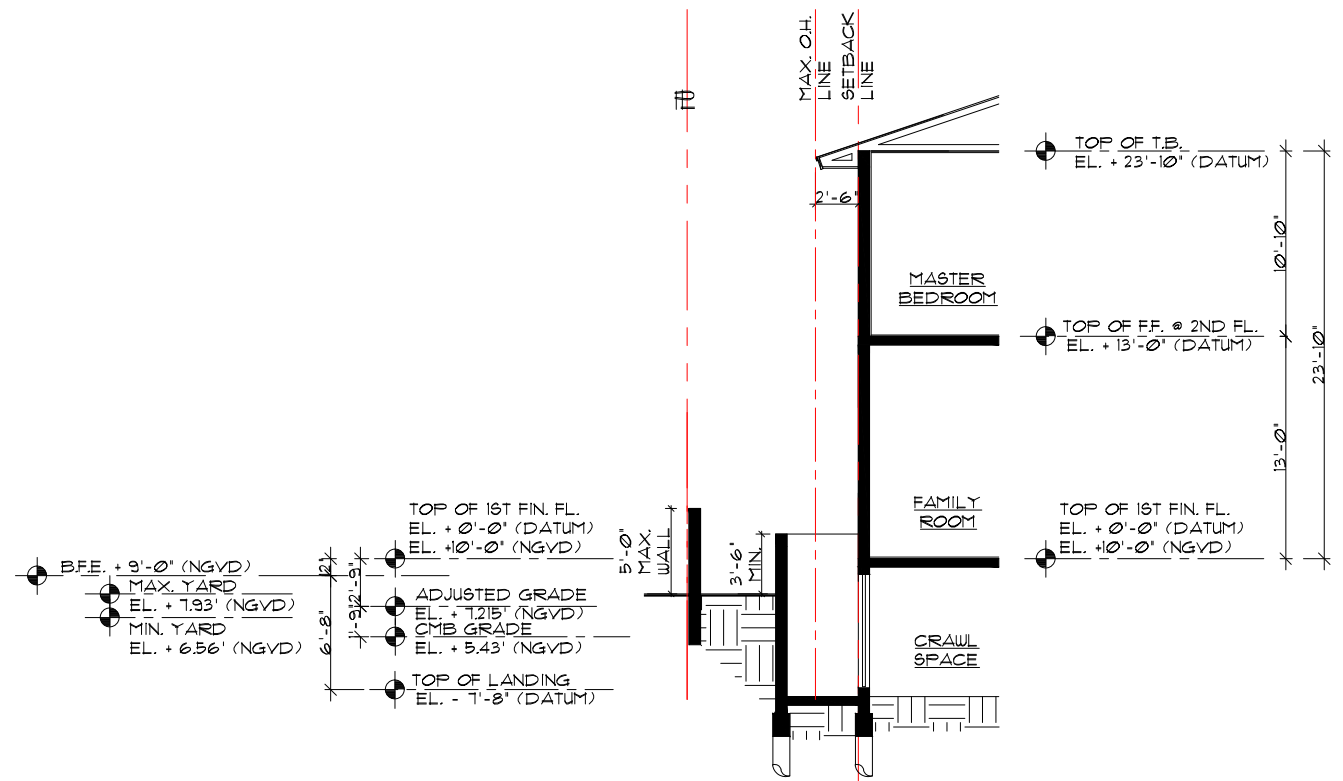 MAX. O.H.
LINE
SETBACK
LINE
TOP OF T.B.
EL. + 23'-10" (DATUM)
2'-6"
10'-10"
MASTER
BEDROOM
TOP OF F.F. @ 2ND FL.
EL. + 13'-0" (DATUM)
23'-10"
13'-0"
FAMILY
ROOM
TOP OF 1ST FIN. FL.
EL. + 0'-0" (DATUM)
EL. +10'-0" (NGVD)
TOP OF 1ST FIN. FL.
EL. + 0'-0" (DATUM)
EL. +10'-0" (NGVD)
5'-0"
MAX.
WALL
3'-6"
MIN.
B.F.E. + 9'-0" (NGVD)
12"
2'-9"
MAX. YARD
EL. + 7.93' (NGVD)
ADJUSTED GRADE
EL. + 7.215' (NGVD)
MIN. YARD
EL. + 6.56' (NGVD)
6'-8"
1'-9"
CMB GRADE
EL. + 5.43' (NGVD)
CRAWL
SPACE
TOP OF LANDING
EL. - 7'-8" (DATUM)